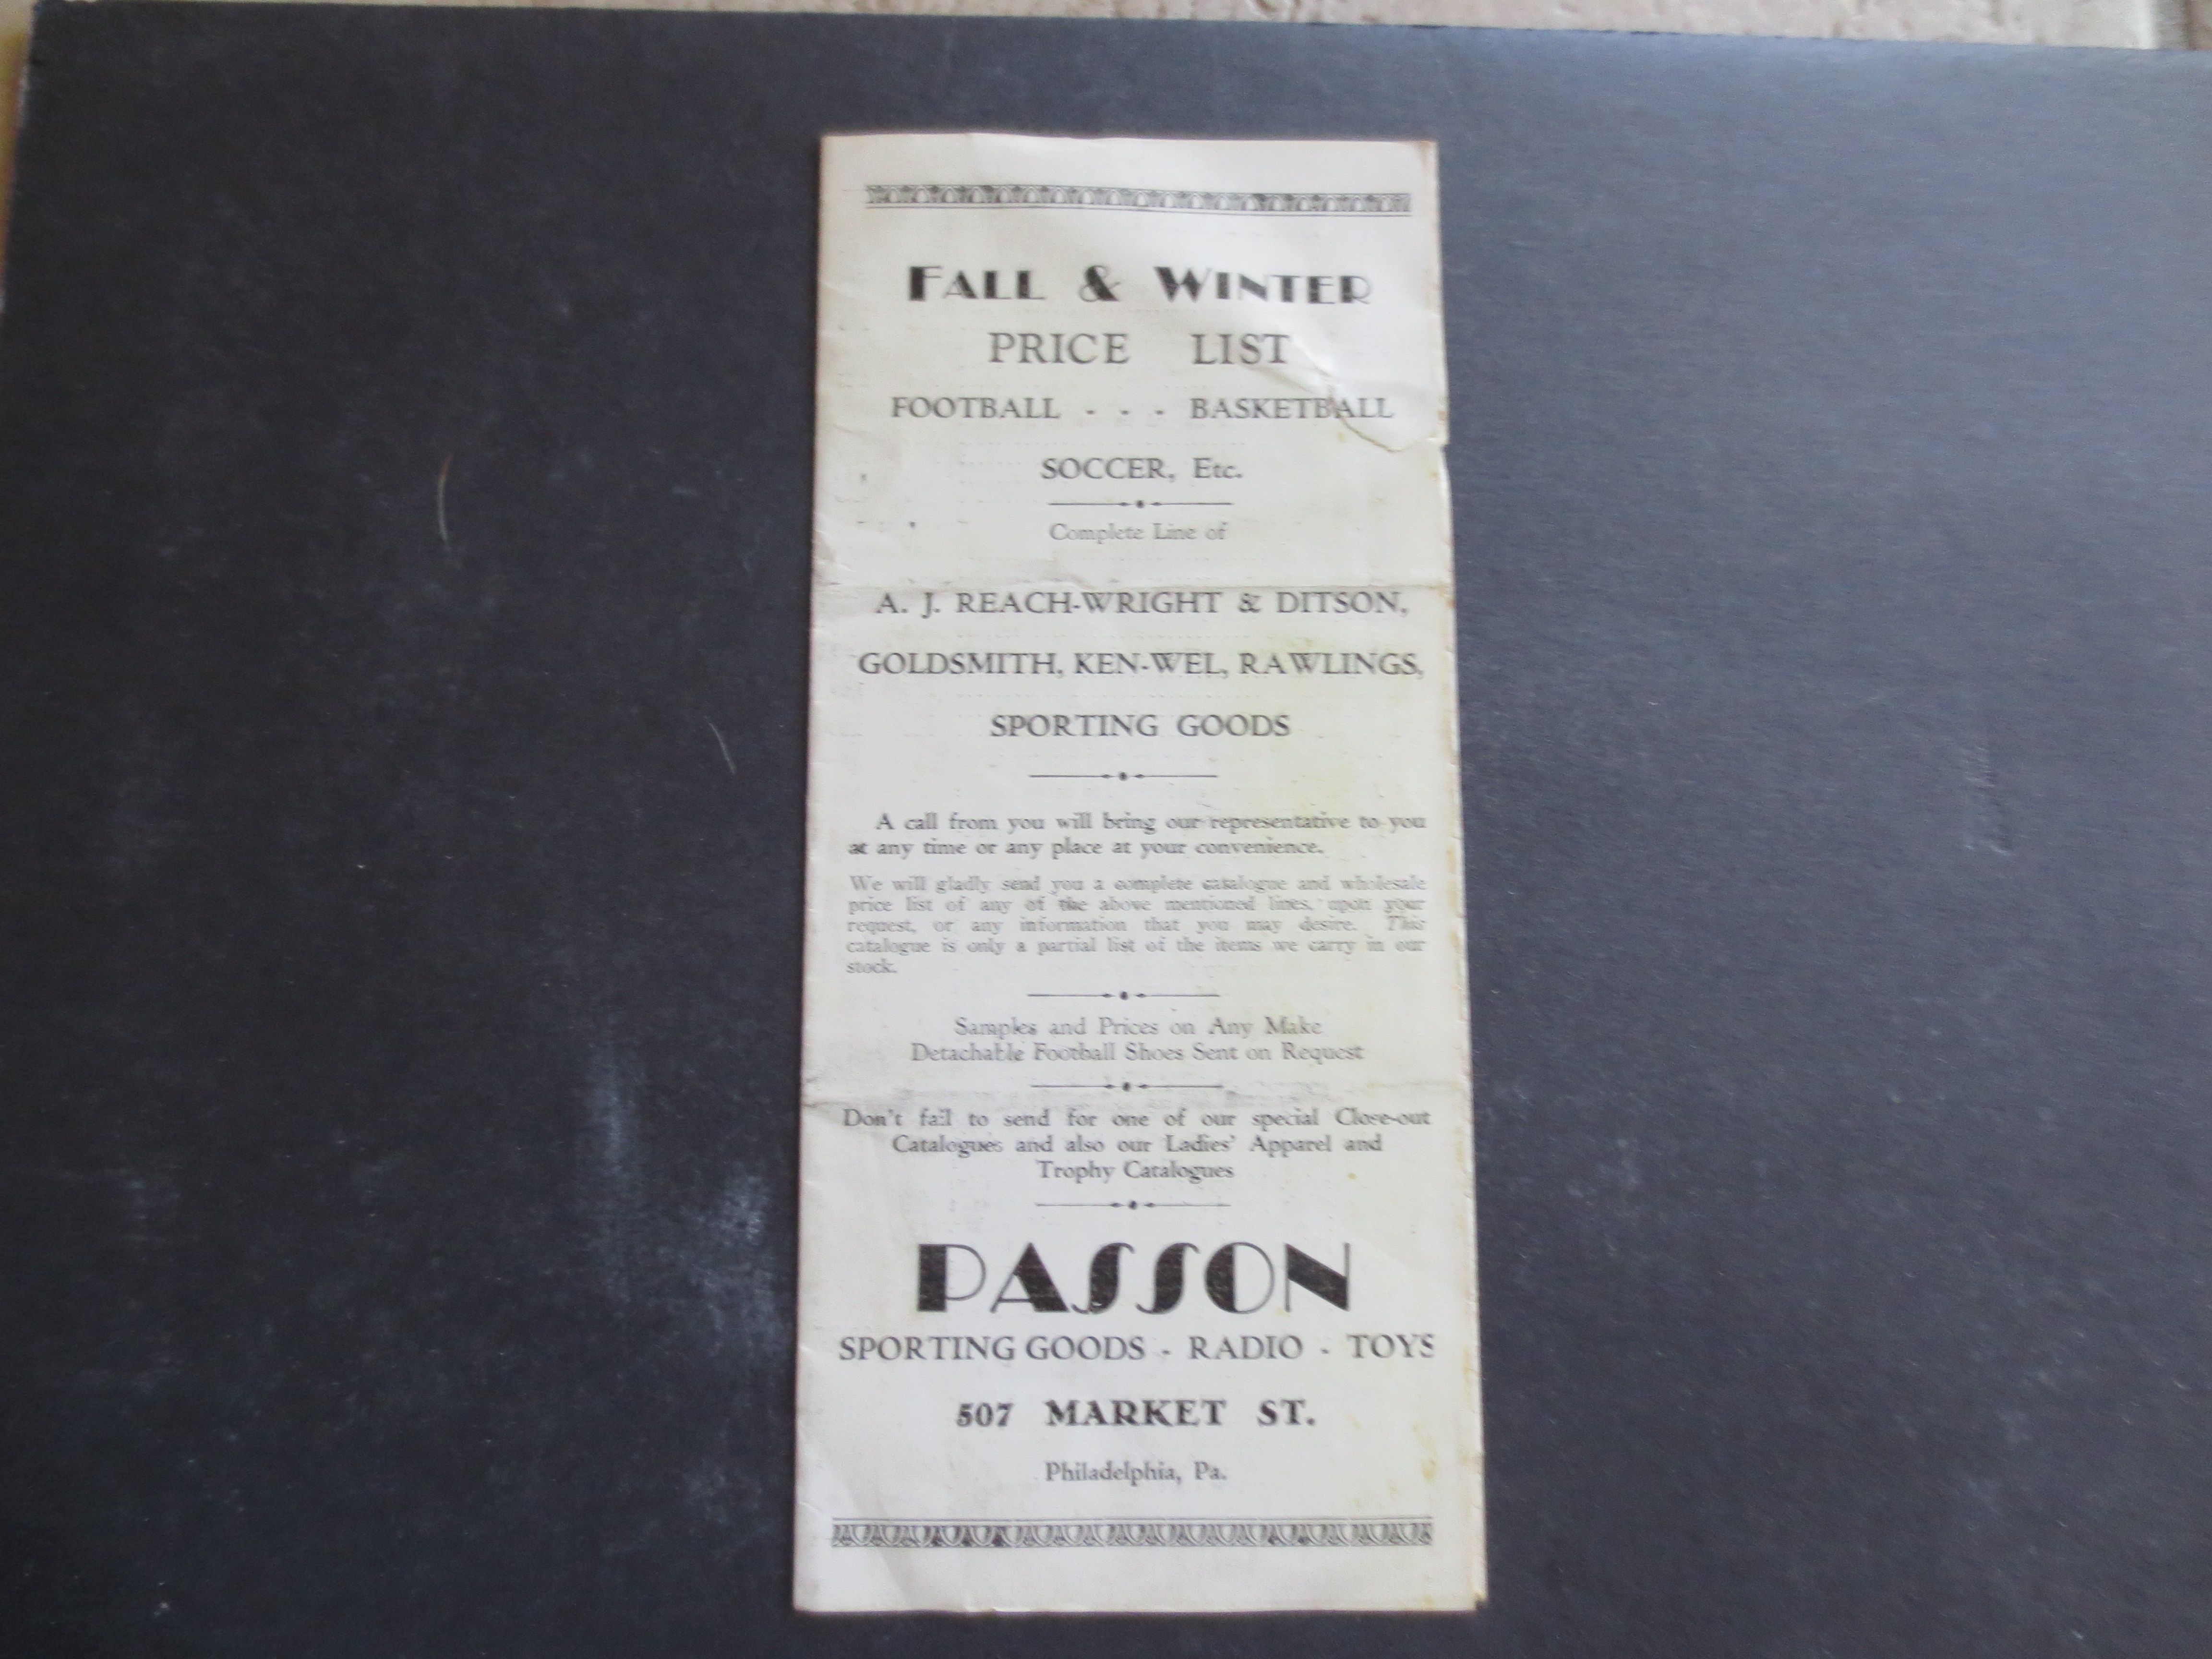 FALL & WINTER
PRICE LIST
FOOTBALL - - - BASKETBALL
SOCCER, Etc.
Complete Line of
A. J. REACH-WRIGHT & DITSON,
GOLDSMITH, KEN-WEL, RAWLINGS,
SPORTING GOODS
A call from you will bring our representative to you
at any time or any place at your convenience.
We will gladly send you a complete catalogue and wholesale
price list of any of the above mentioned lines, upon your
request, or any information that you may desire. This
catalogue is only a partial list of the items we carry in our
stock.
Samples and Prices on Any Make
Detachable Football Shoes Sent on Request
Don't fail to send for one of our special Close-out
Catalogues and also our Ladies' Apparel and
Trophy Catalogues
PASSON
SPORTING GOODS - RADIO - TOYS
507 MARKET ST.
Philadelphia, Pa.